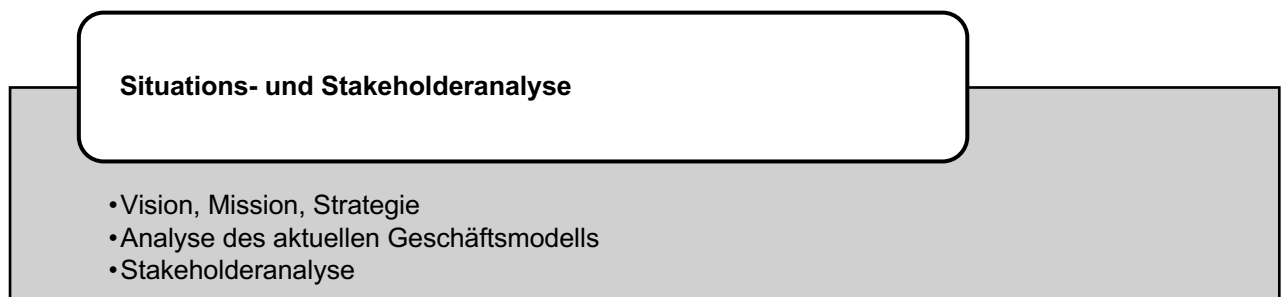 Situations- und Stakeholderanalyse
•Vision, Mission, Strategie
•Analyse des aktuellen Geschäftsmodells
•Stakeholderanalyse